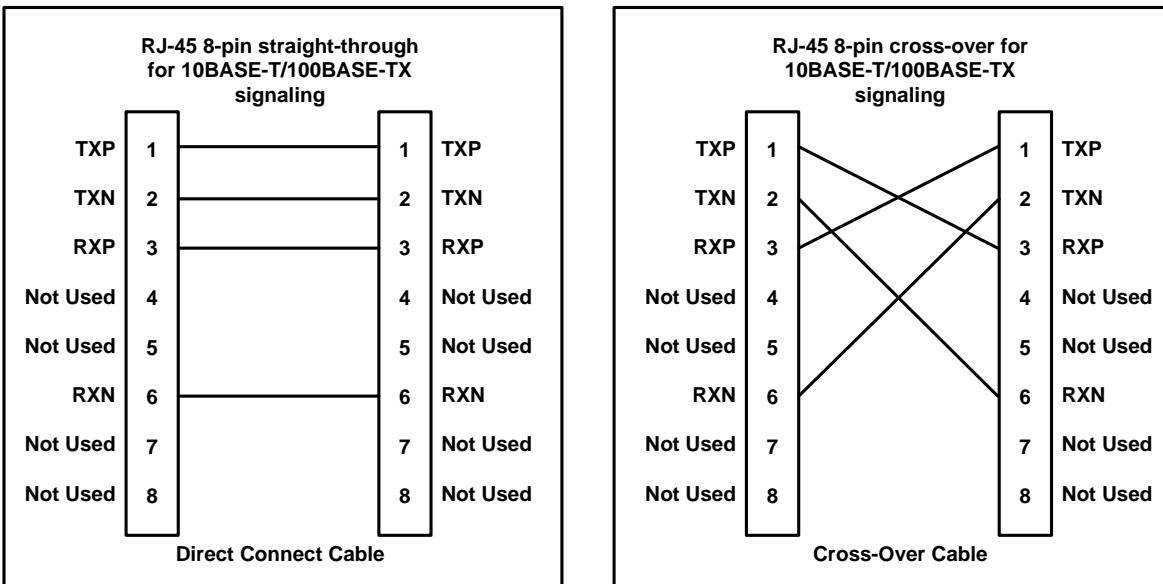 RJ-45 8-pin straight-through
for 10BASE-T/100BASE-TX
signaling
TXP 1 1 TXP
TXN 2 2 TXN
RXP 3 3 RXP
Not Used 4 4 Not Used
Not Used 5 5 Not Used
RXN 6 6 RXN
Not Used 7 7 Not Used
Not Used 8 8 Not Used
Direct Connect Cable
RJ-45 8-pin cross-over for
10BASE-T/100BASE-TX
signaling
TXP 1 1 TXP
TXN 2 2 TXN
RXP 3 3 RXP
Not Used 4 4 Not Used
Not Used 5 5 Not Used
RXN 6 6 RXN
Not Used 7 7 Not Used
Not Used 8 8 Not Used
Cross-Over Cable